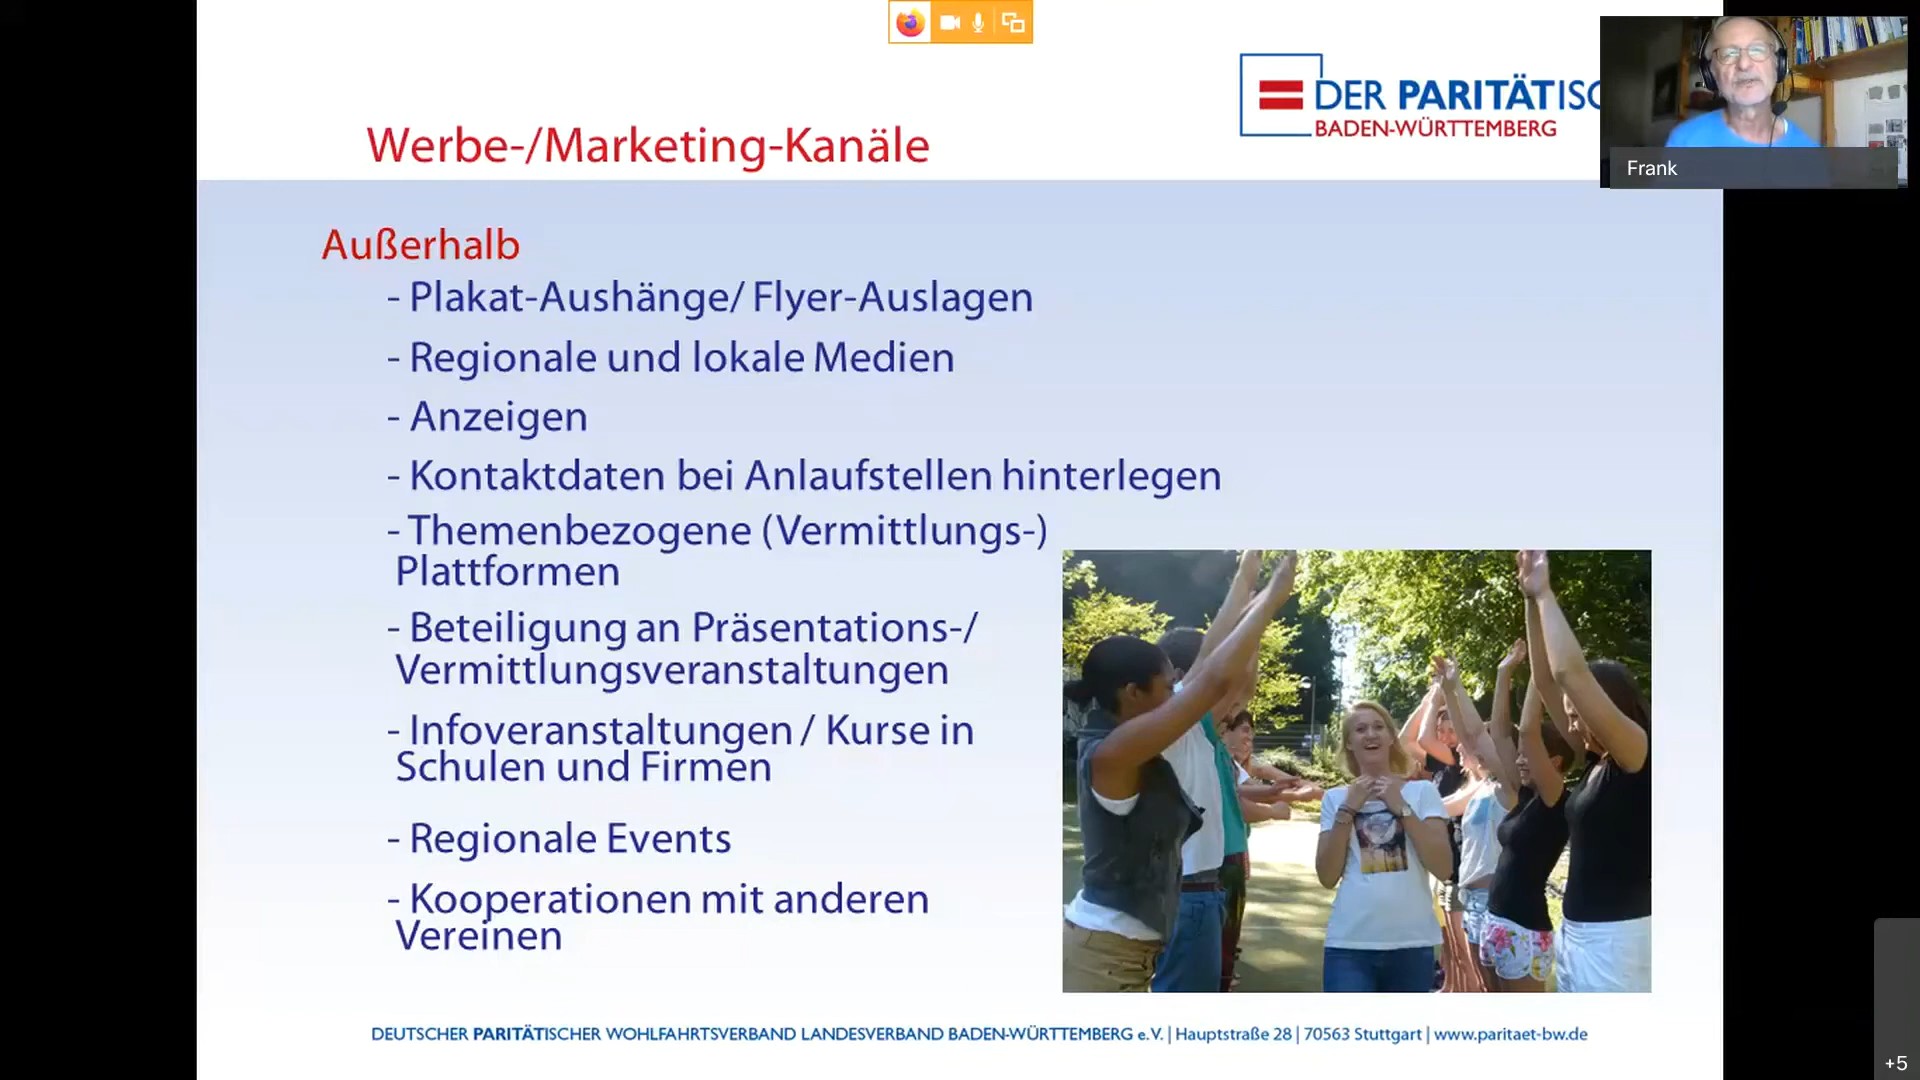 DER PARITÄTISC
BADEN-WÜRTTEMBERG
Frank
Werbe-/Marketing-Kanäle
Außerhalb
- Plakat-Aushänge/ Flyer-Auslagen
- Regionale und lokale Medien
- Anzeigen
- Kontaktdaten bei Anlaufstellen hinterlegen
- Themenbezogene (Vermittlungs-)
Plattformen
- Beteiligung an Präsentations-/
Vermittlungsveranstaltungen
- Infoveranstaltungen / Kurse in
Schulen und Firmen
- Regionale Events
- Kooperationen mit anderen
Vereinen
DEUTSCHER PARITÄTISCHER WOHLFAHRTSVERBAND LANDESVERBAND BADEN-WÜRTTEMBERG e.V. | Hauptstraße 28 | 70563 Stuttgart | www.paritaet-bw.de
+5